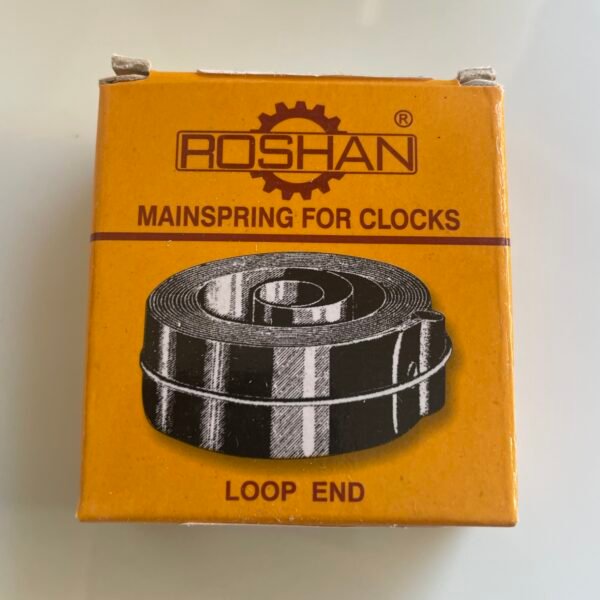 ROSHAN ®
MAINSPRING FOR CLOCKS
LOOP END